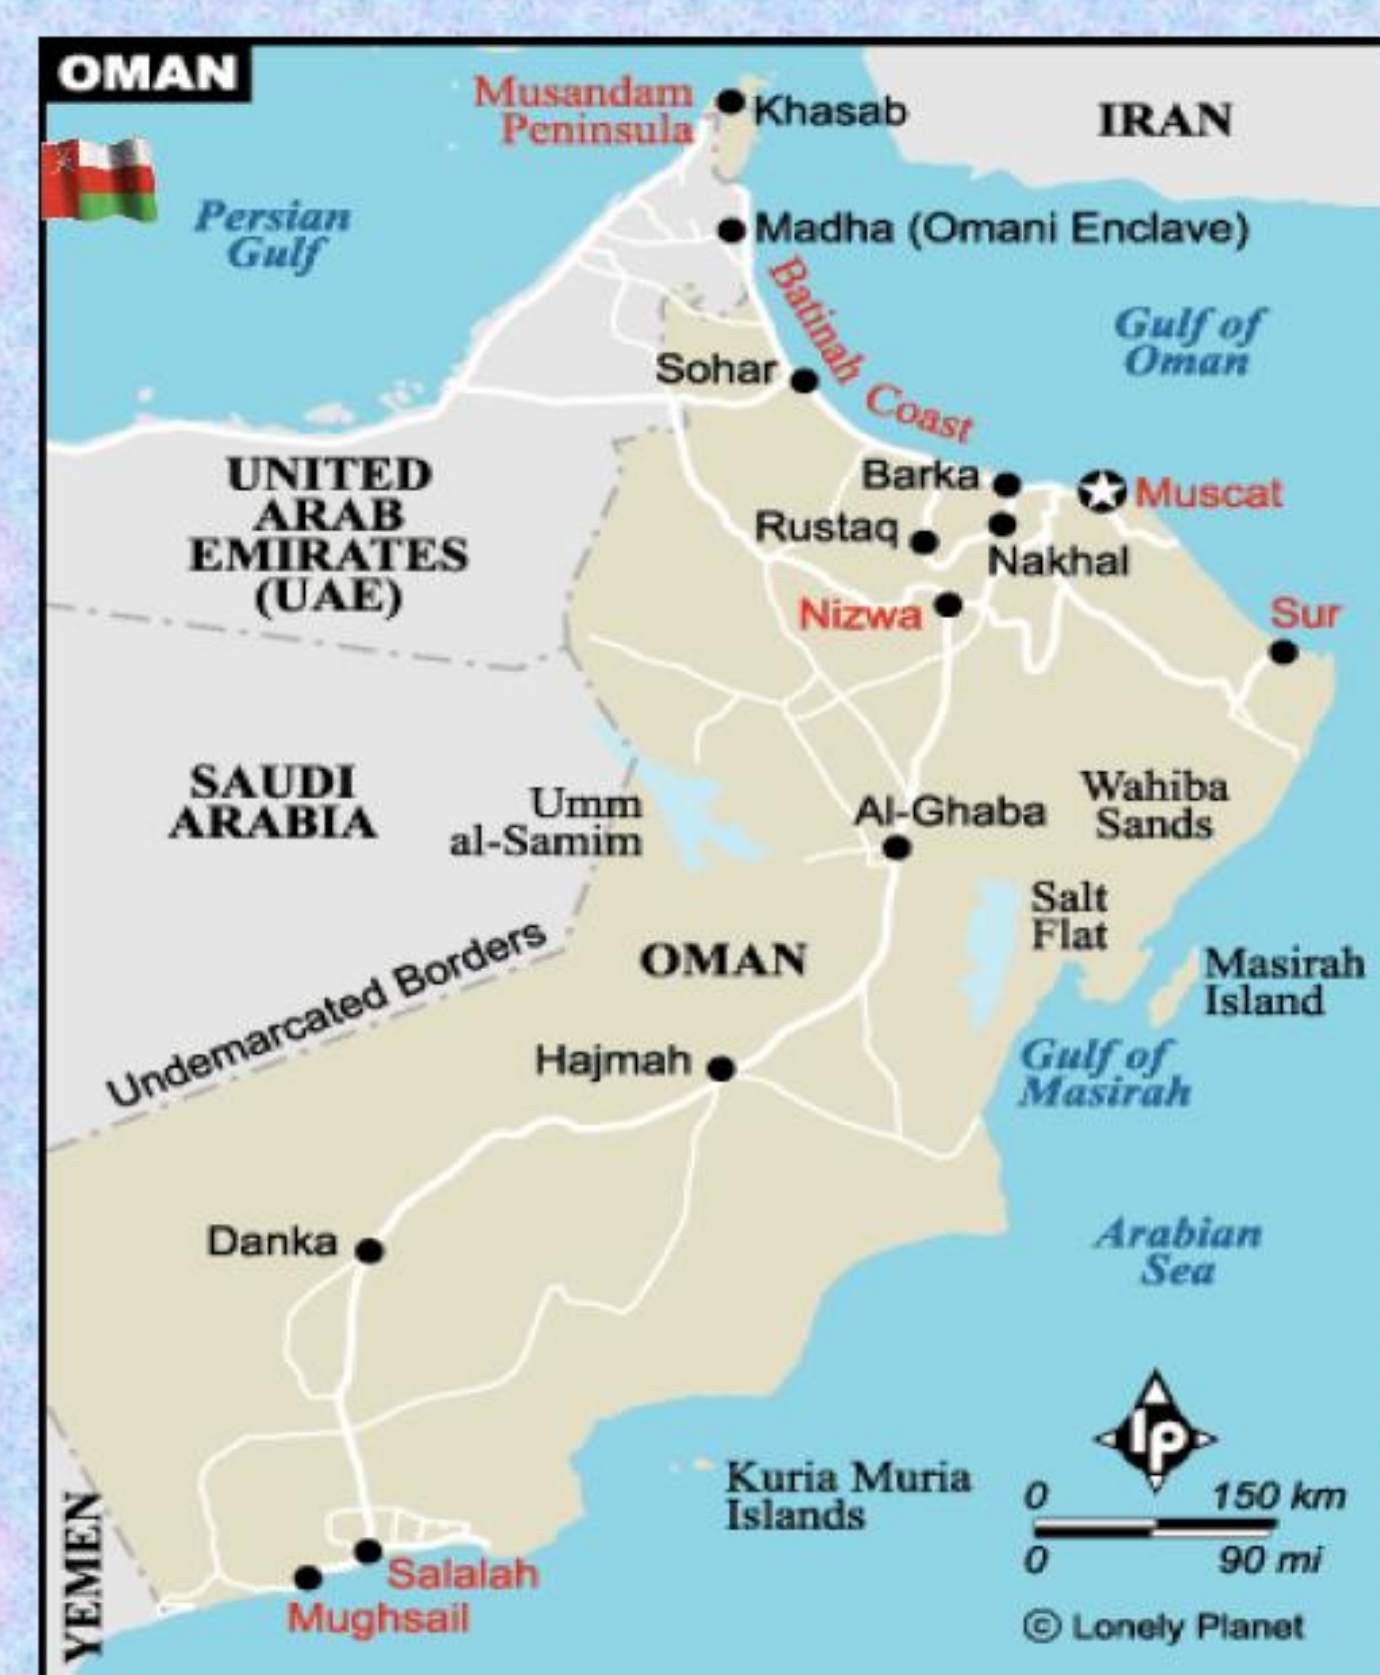 OMAN
Musandam
Peninsula
Khasab
IRAN
Persian
Gulf
Madha (Omani Enclave)
Batinah Coast
Gulf of
Oman
Sohar
UNITED
ARAB
EMIRATES
(UAE)
Barka
Muscat
Rustaq
Nakhal
Nizwa
Sur
SAUDI
ARABIA
Umm
al-Samim
Al-Ghaba
Wahiba
Sands
Salt
Flat
Undemarcated Borders
OMAN
Masirah
Island
Hajmah
Gulf of
Masirah
Danka
Arabian
Sea
lp
Kuria Muria
Islands
0 150 km
0 90 mi
YEMEN
Salalah
Mughsail
© Lonely Planet